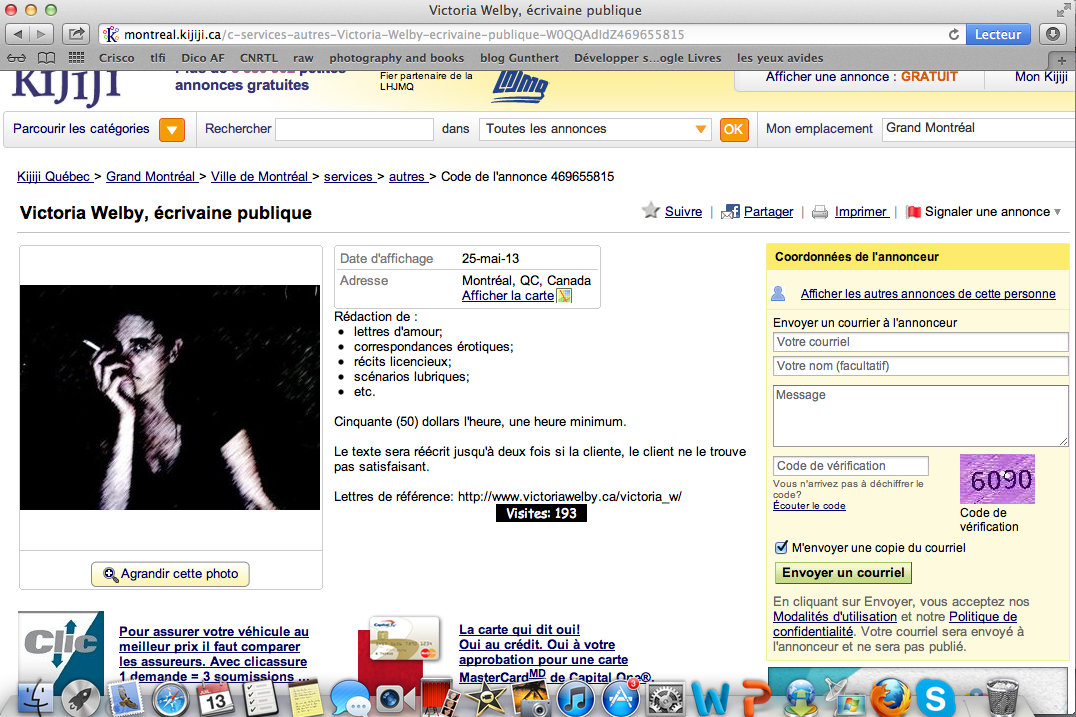 Victoria Welby, écrivaine publique
montreal.kijiji.ca/c-services-autres-Victoria-Welby-ecrivaine-publique-W0QQAdIdZ469655815
Lecteur
Crisco tlfi Dico AF CNRTL raw photography and books blog Gunthert Développer s...ogle Livres les yeux avides
KIJIJI
annonces gratuites
Fier partenaire de la
LHJMQ
LHJMQ
Afficher une annonce : GRATUIT
Mon Kijiji
Parcourir les catégories
Rechercher
dans
Toutes les annonces
OK
Mon emplacement
Grand Montréal
Kijiji Québec > Grand Montréal > Ville de Montréal > services > autres > Code de l'annonce 469655815
Victoria Welby, écrivaine publique
Suivre | Partager | Imprimer | Signaler une annonce
Date d'affichage 25-mai-13
Adresse Montréal, QC, Canada
Afficher la carte
Rédaction de :
• lettres d'amour;
• correspondances érotiques;
• récits licencieux;
• scénarios lubriques;
• etc.
Cinquante (50) dollars l'heure, une heure minimum.
Le texte sera réécrit jusqu'à deux fois si la cliente, le client ne le trouve
pas satisfaisant.
Lettres de référence: http://www.victoriawelby.ca/victoria_w/
Visites: 193
Agrandir cette photo
Coordonnées de l'annonceur
Afficher les autres annonces de cette personne
Envoyer un courrier à l'annonceur
Votre courriel
Votre nom (facultatif)
Message
Code de vérification
6090
Vous n'arrivez pas à déchiffrer le
code?
Écouter le code
Code de
vérification
M'envoyer une copie du courriel
Envoyer un courriel
En cliquant sur Envoyer, vous acceptez nos
Modalités d'utilisation et notre Politique de
confidentialité. Votre courriel sera envoyé à
l'annonceur et ne sera pas publié.
Clic
Pour assurer votre véhicule au
meilleur prix il faut comparer
les assureurs. Avec clicassure
1 demande = 3 soumissions ...
La carte qui dit oui!
Oui au crédit. Oui à votre
approbation pour une carte
MasterCardMD de Capital One®.
JUL
13
3